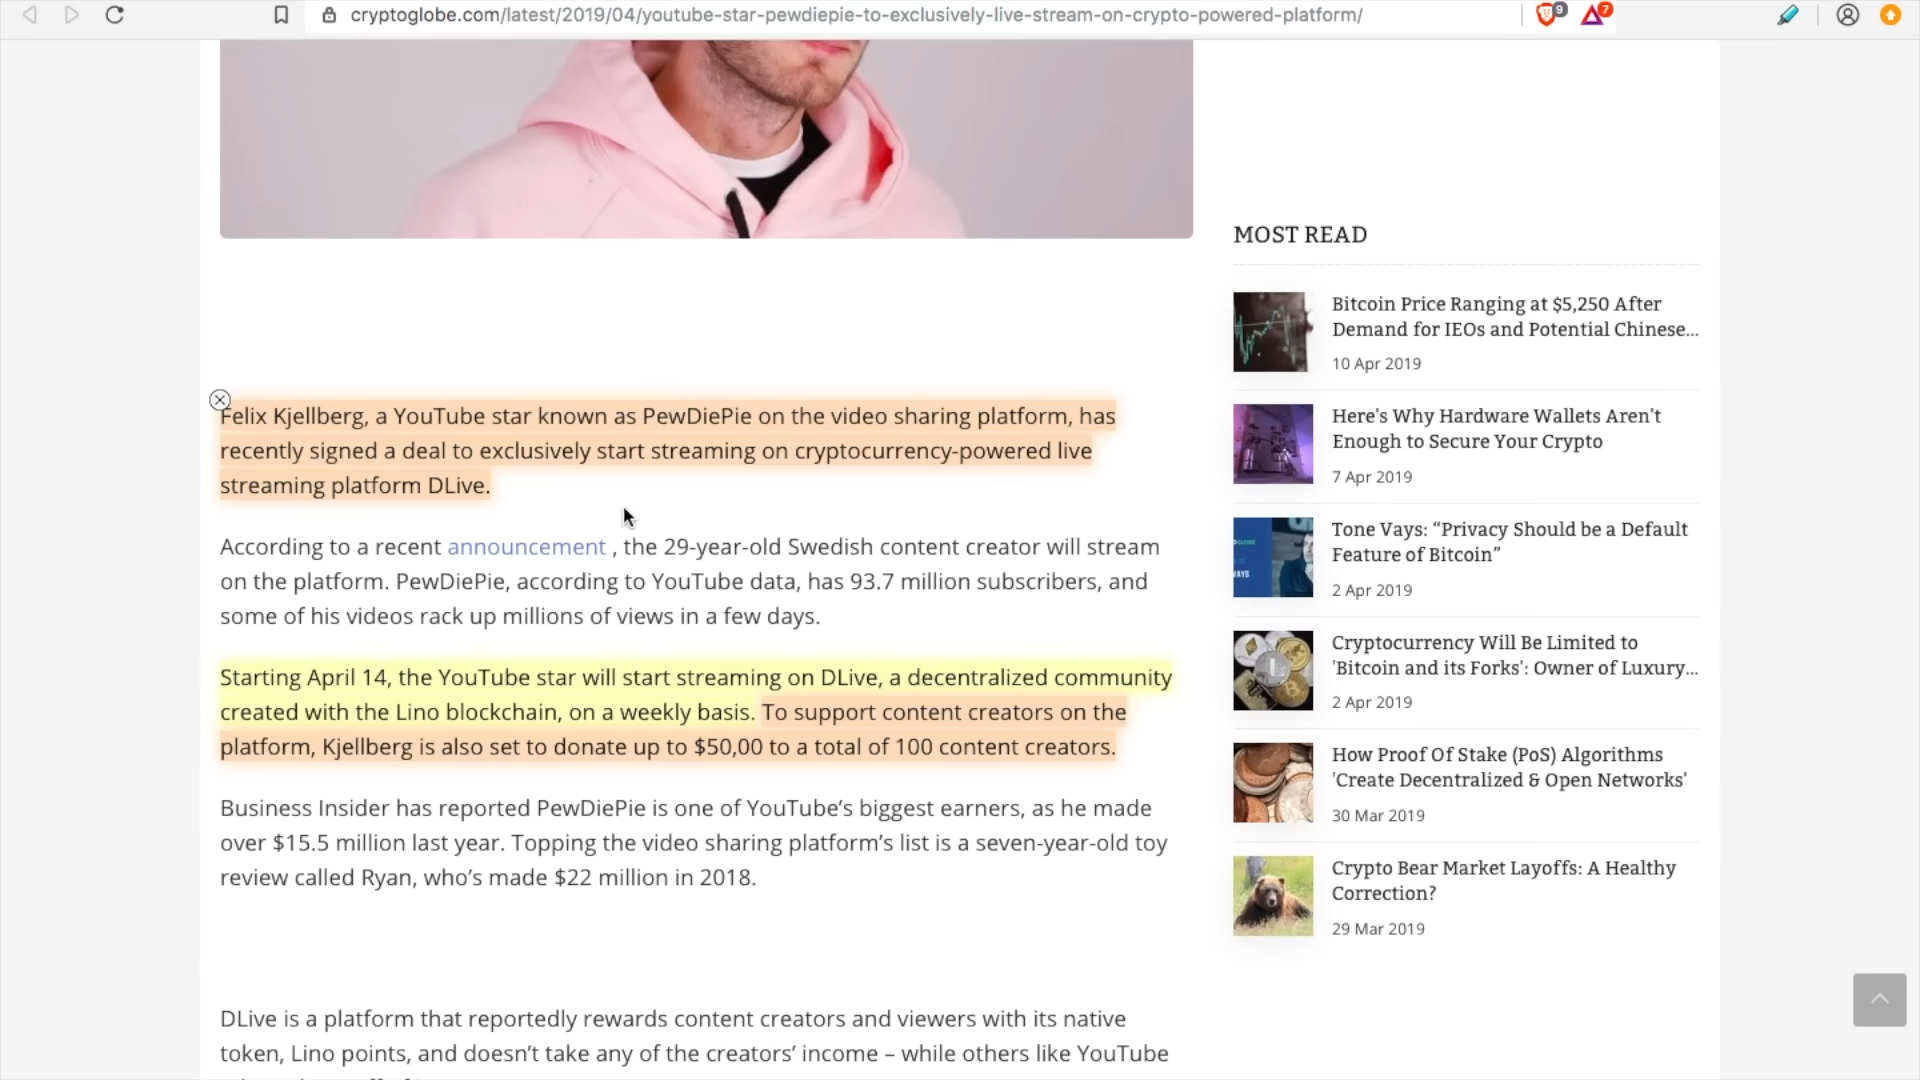 cryptoglobe.com/latest/2019/04/youtube-star-pewdiepie-to-exclusively-live-stream-on-crypto-powered-platform/
9
7
Felix Kjellberg, a YouTube star known as PewDiePie on the video sharing platform, has
recently signed a deal to exclusively start streaming on cryptocurrency-powered live
streaming platform DLive.
According to a recent announcement , the 29-year-old Swedish content creator will stream
on the platform. PewDiePie, according to YouTube data, has 93.7 million subscribers, and
some of his videos rack up millions of views in a few days.
Starting April 14, the YouTube star will start streaming on DLive, a decentralized community
created with the Lino blockchain, on a weekly basis. To support content creators on the
platform, Kjellberg is also set to donate up to $50,00 to a total of 100 content creators.
Business Insider has reported PewDiePie is one of YouTube’s biggest earners, as he made
over $15.5 million last year. Topping the video sharing platform’s list is a seven-year-old toy
review called Ryan, who’s made $22 million in 2018.
DLive is a platform that reportedly rewards content creators and viewers with its native
token, Lino points, and doesn’t take any of the creators’ income – while others like YouTube
MOST READ
Bitcoin Price Ranging at $5,250 After
Demand for IEOs and Potential Chinese...
10 Apr 2019
Here's Why Hardware Wallets Aren't
Enough to Secure Your Crypto
7 Apr 2019
Tone Vays: “Privacy Should be a Default
Feature of Bitcoin”
2 Apr 2019
Cryptocurrency Will Be Limited to
'Bitcoin and its Forks': Owner of Luxury...
2 Apr 2019
How Proof Of Stake (PoS) Algorithms
'Create Decentralized & Open Networks'
30 Mar 2019
Crypto Bear Market Layoffs: A Healthy
Correction?
29 Mar 2019